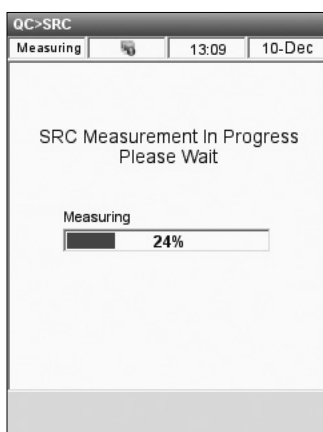 QC>SRC
Measuring 13:09 10-Dec
SRC Measurement In Progress
Please Wait
Measuring
24%